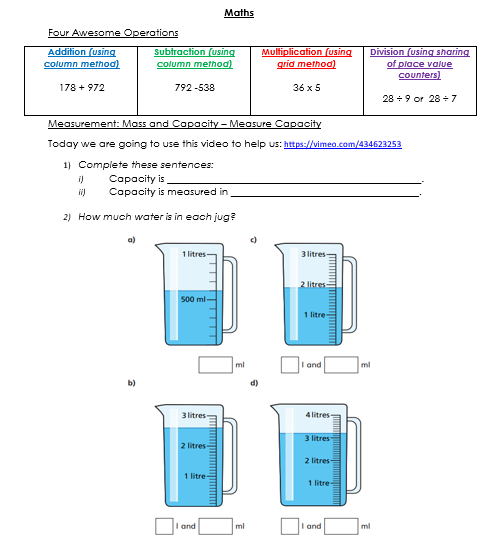 Maths
Four Awesome Operations
Addition (using column method)
178 + 972
Subtraction (using column method)
792 -538
Multiplication (using grid method)
36 x 5
Division (using sharing of place value counters)
28 ÷ 9 or 28 ÷ 7
Measurement: Mass and Capacity – Measure Capacity
Today we are going to use this video to help us: https://vimeo.com/434623253
1) Complete these sentences:
i) Capacity is ______________________.
ii) Capacity is measured in ______________________.
2) How much water is in each jug?
a)
1 litres
500 ml
ml
c)
3 litres
2 litres
1 litre
l and ml
b)
3 litres
2 litres
1 litre
l and ml
d)
4 litres
3 litres
2 litres
1 litre
l and ml